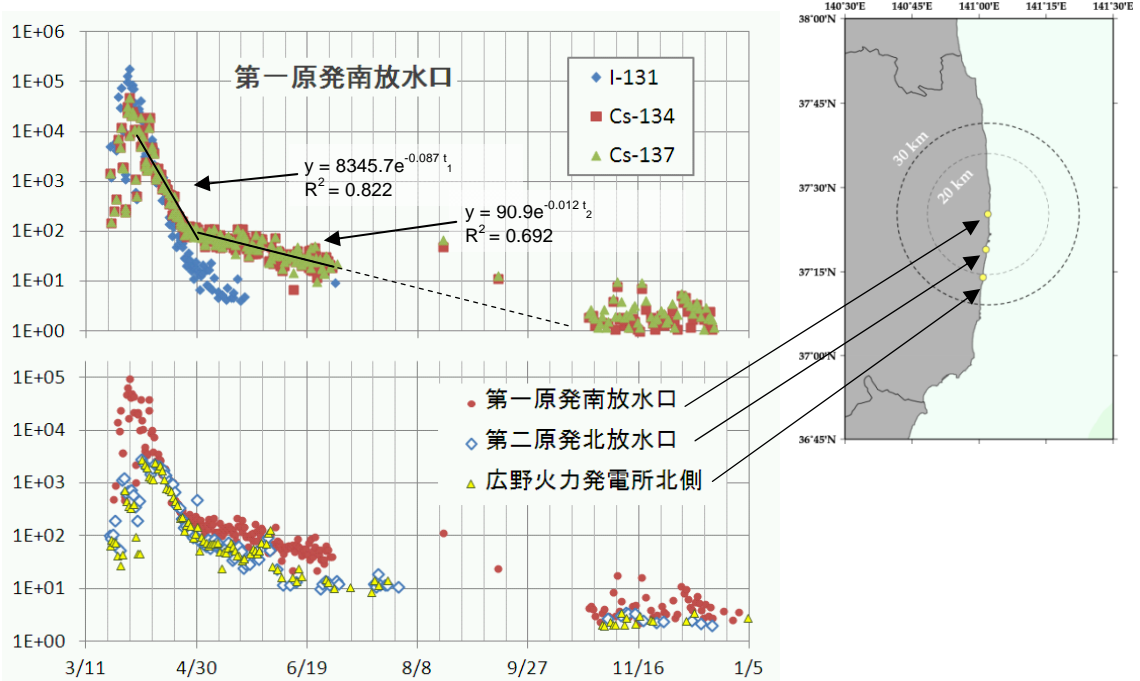 第一原発南放水口
1E+06
1E+05
1E+04
1E+03
1E+02
1E+01
1E+00
I-131
Cs-134
Cs-137
y = 8345.7e^-0.087 t₁
R² = 0.822
y = 90.9e^-0.012 t₂
R² = 0.692
1E+05
1E+04
1E+03
1E+02
1E+01
1E+00
第一原発南放水口
第二原発北放水口
広野火力発電所北側
3/11 4/30 6/19 8/8 9/27 11/16 1/5
140°30'E 140°45'E 141°00'E 141°15'E 141°30'E
38°00'N
37°45'N
37°30'N
37°15'N
37°00'N
36°45'N
30 km
20 km